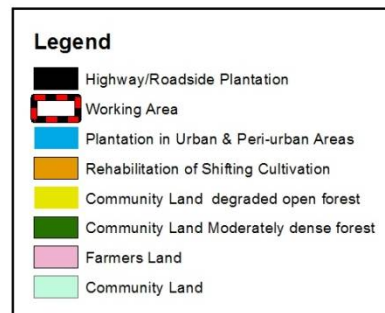 Legend
Highway/Roadside Plantation
Working Area
Plantation in Urban & Peri-urban Areas
Rehabilitation of Shifting Cultivation
Community Land degraded open forest
Community Land Moderately dense forest
Farmers Land
Community Land